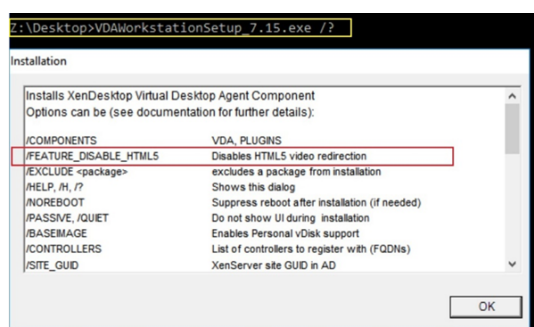 Z:\Desktop>VDAWorkstationSetup_7.15.exe /?
Installation
Installs XenDesktop Virtual Desktop Agent Component
Options can be (see documentation for further details):
/COMPONENTS VDA, PLUGINS
/FEATURE_DISABLE_HTML5 Disables HTML5 video redirection
/EXCLUDE <package> excludes a package from installation
/HELP, /H, /? Shows this dialog
/NOREBOOT Suppress reboot after installation (if needed)
/PASSIVE, /QUIET Do not show UI during installation
/BASEIMAGE Enables Personal vDisk support
/CONTROLLERS List of controllers to register with (FQDNs)
/SITE_GUID XenServer site GUID in AD
OK